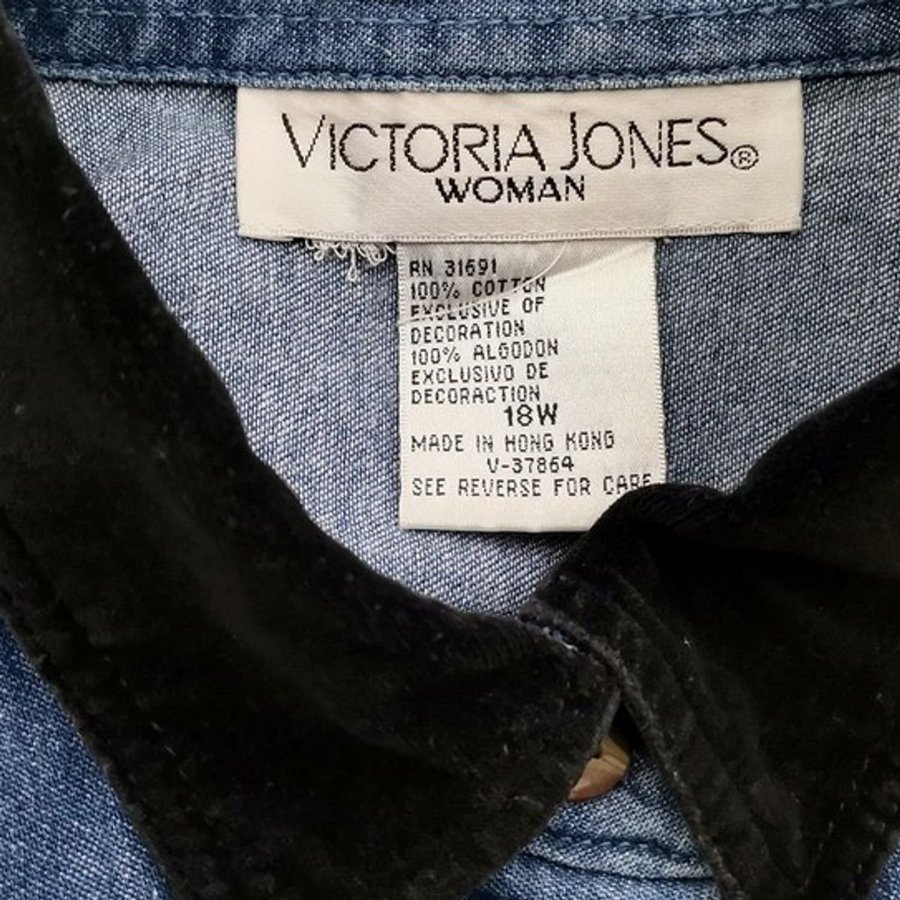 VICTORIA JONES®
WOMAN
RN 31691
100% COTTON
EXCLUSIVE OF
DECORATION
100% ALGODON
EXCLUSIVO DE
DECORACTION
18W
MADE IN HONG KONG
V-37864
SEE REVERSE FOR CARE